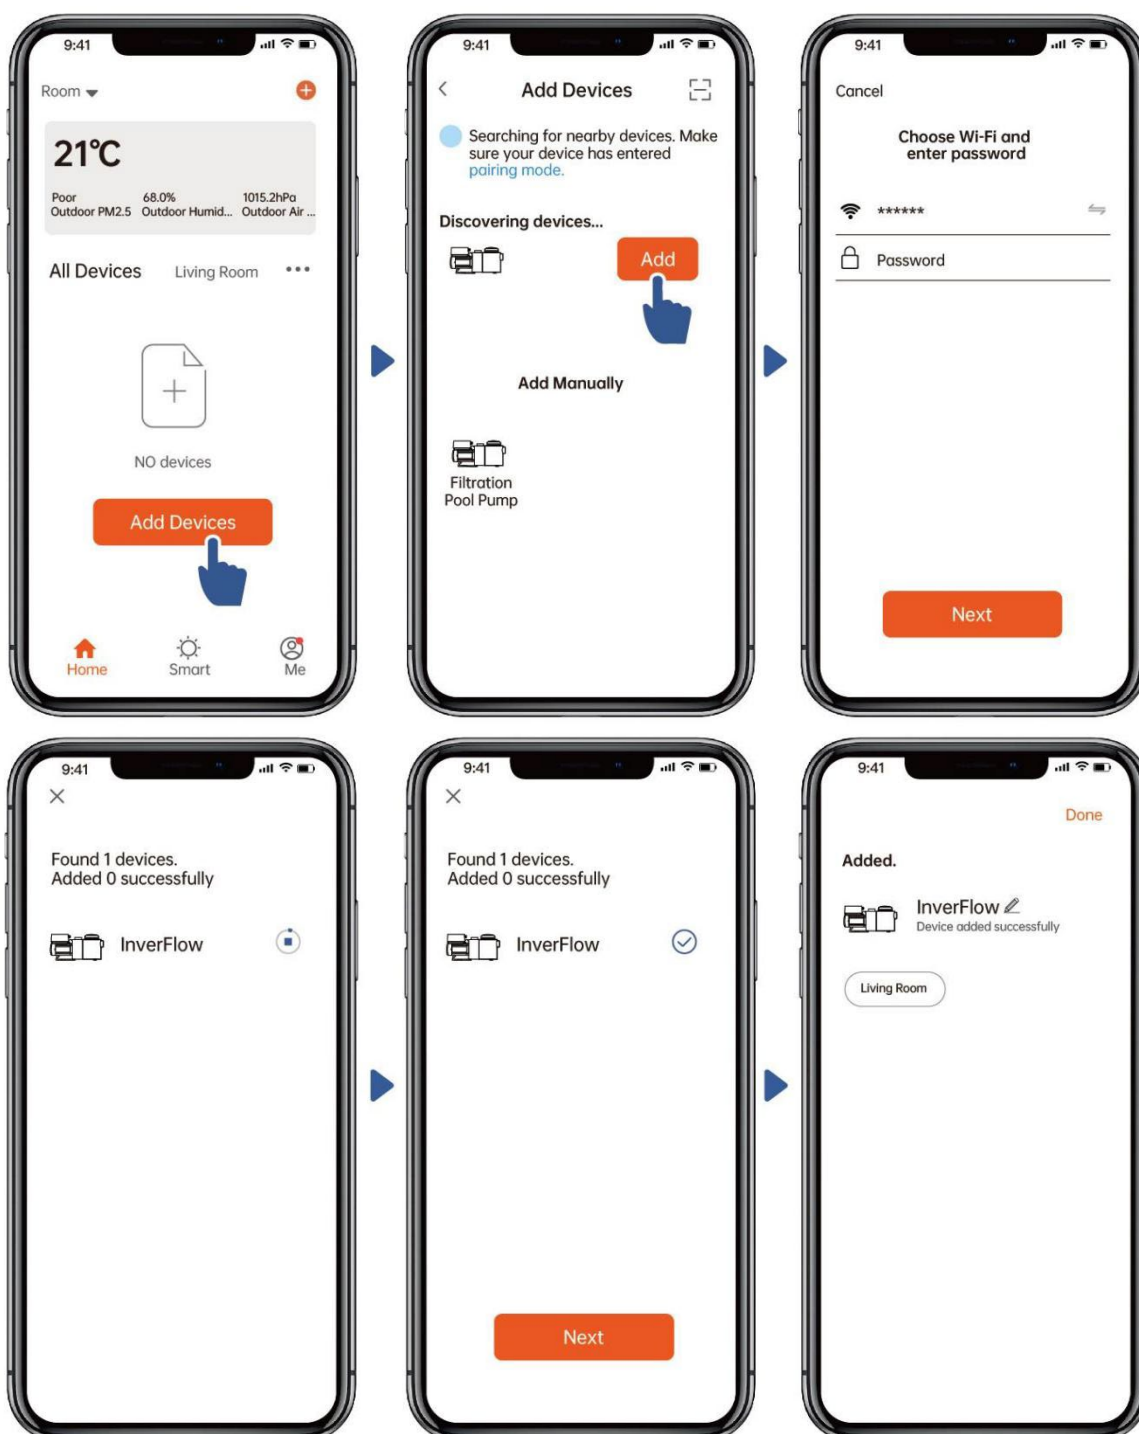 9:41
Room
21℃
Poor
Outdoor PM2.5
68.0%
Outdoor Humid...
1015.2hPa
Outdoor Air ...
All Devices
Living Room
NO devices
Add Devices
Home
Smart
Me
9:41
Add Devices
Searching for nearby devices. Make
sure your device has entered
pairing mode.
Discovering devices...
Add
Add Manually
Filtration
Pool Pump
9:41
Cancel
Choose Wi-Fi and
enter password
******
Password
Next
9:41
Found 1 devices.
Added 0 successfully
InverFlow
9:41
Found 1 devices.
Added 0 successfully
InverFlow
Next
9:41
Done
Added.
InverFlow
Device added successfully
Living Room